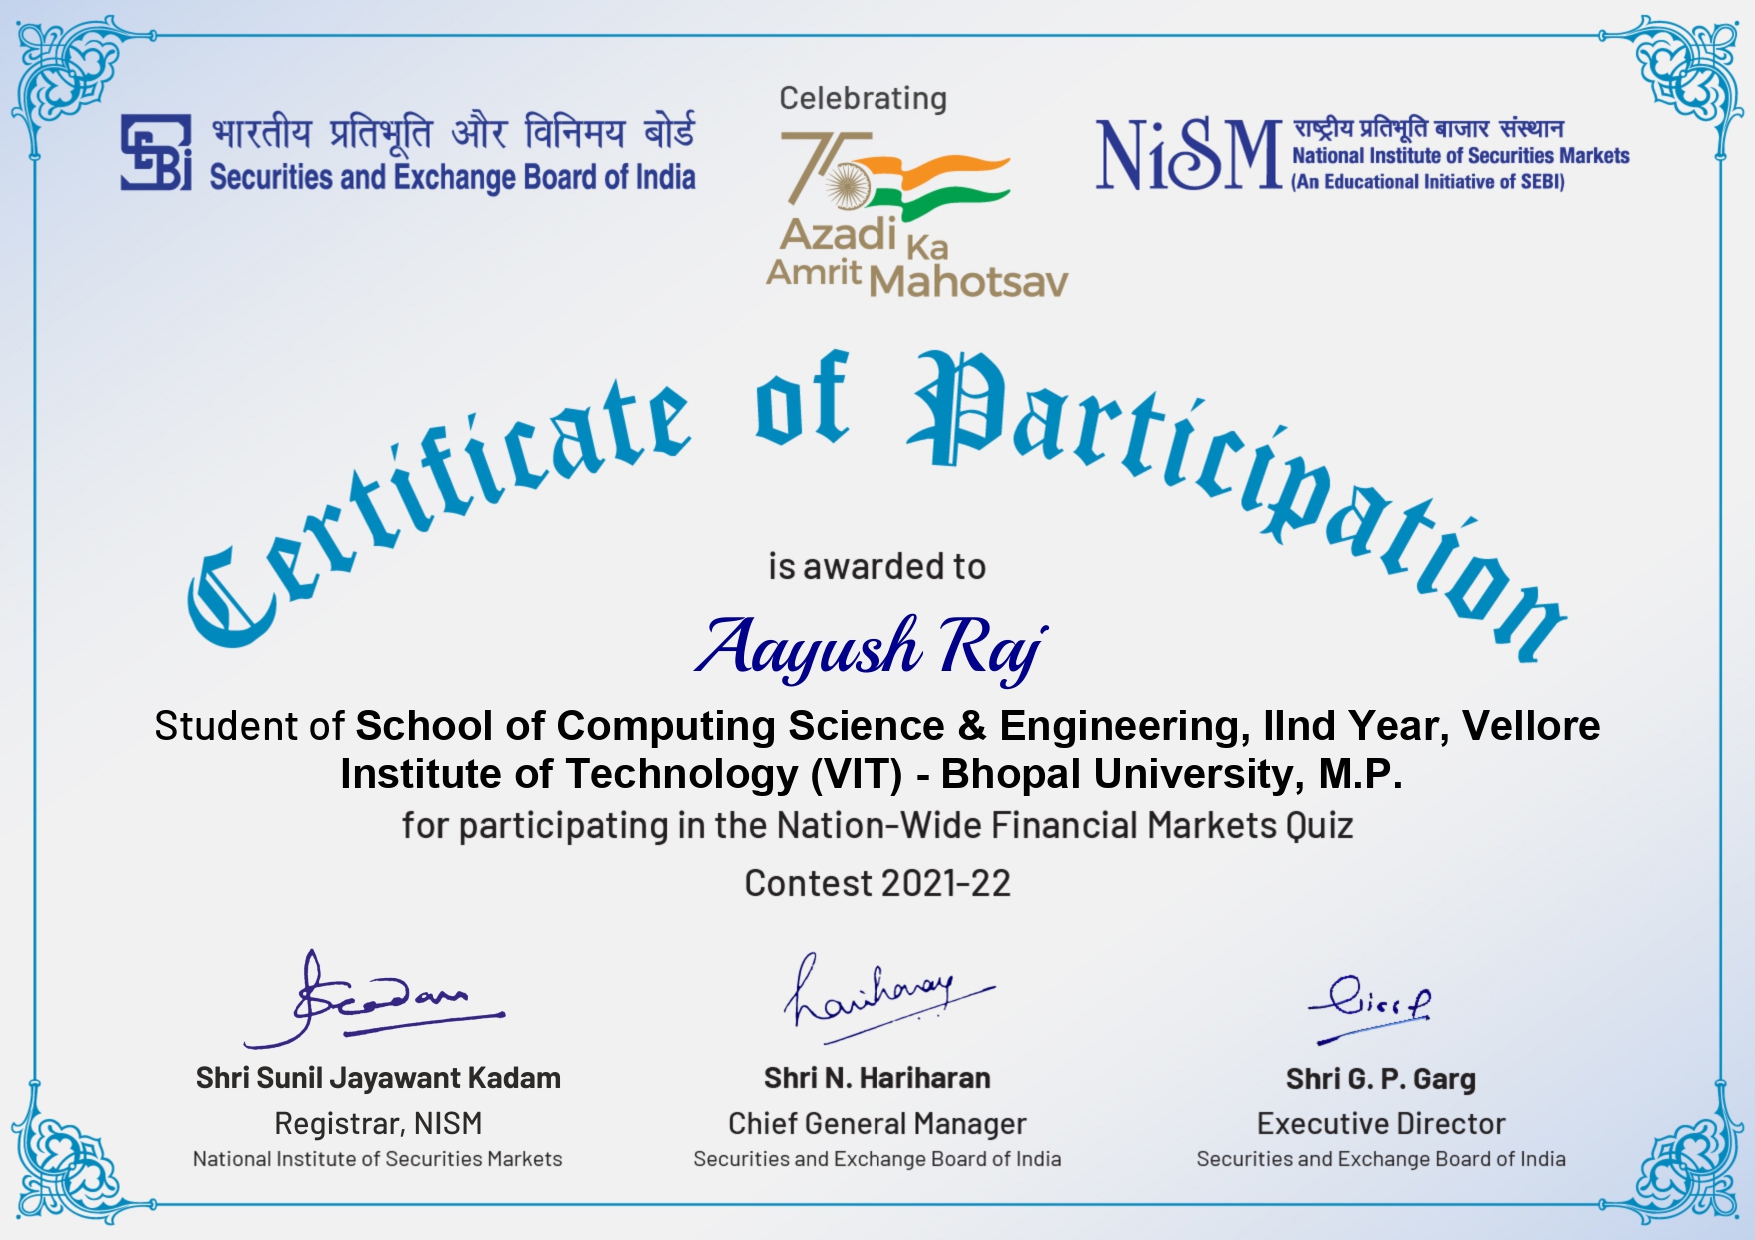 Celebrating
SEBI
भारतीय प्रतिभूति और विनिमय बोर्ड
Securities and Exchange Board of India
75
Azadi Ka
Amrit Mahotsav
NiSM
राष्ट्रीय प्रतिभूति बाजार संस्थान
National Institute of Securities Markets
(An Educational Initiative of SEBI)
Certificate of Participation
is awarded to
Aayush Raj
Student of School of Computing Science & Engineering, IInd Year, Vellore
Institute of Technology (VIT) - Bhopal University, M.P.
for participating in the Nation-Wide Financial Markets Quiz
Contest 2021-22
Shri Sunil Jayawant Kadam
Registrar, NISM
National Institute of Securities Markets
Shri N. Hariharan
Chief General Manager
Securities and Exchange Board of India
Shri G. P. Garg
Executive Director
Securities and Exchange Board of India